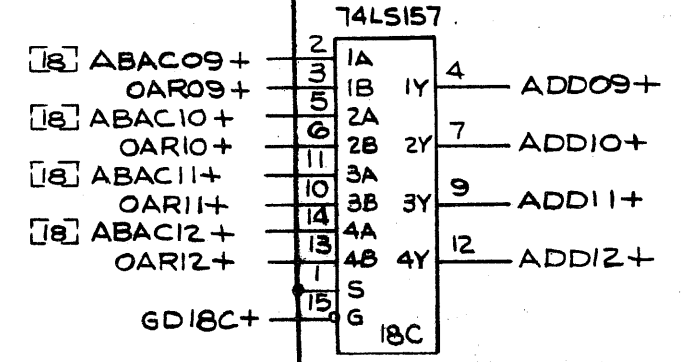 74LS157
[18] ABAC09+ 2 1A
OAR09+ 3 1B 1Y 4 ADD09+
[18] ABAC10+ 5 2A
OAR10+ 6 2B 2Y 7 ADD10+
[18] ABAC11+ 11 3A
OAR11+ 10 3B 3Y 9 ADD11+
[18] ABAC12+ 14 4A
OAR12+ 13 4B 4Y 12 ADD12+
1 S
GD18C+ 15 G
18C